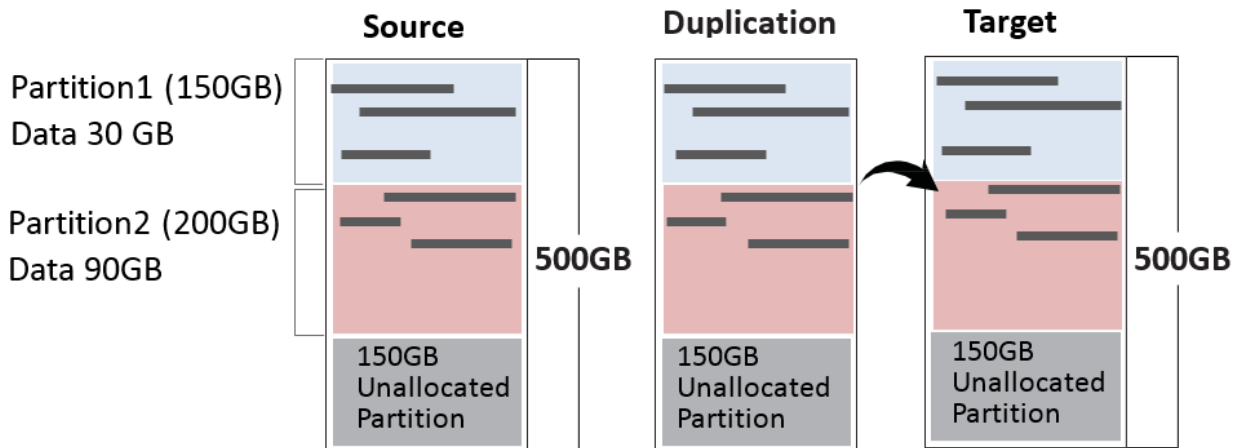 Source
Duplication
Target
Partition1 (150GB)
Data 30 GB
Partition2 (200GB)
Data 90GB
500GB
500GB
150GB
Unallocated
Partition
150GB
Unallocated
Partition
150GB
Unallocated
Partition